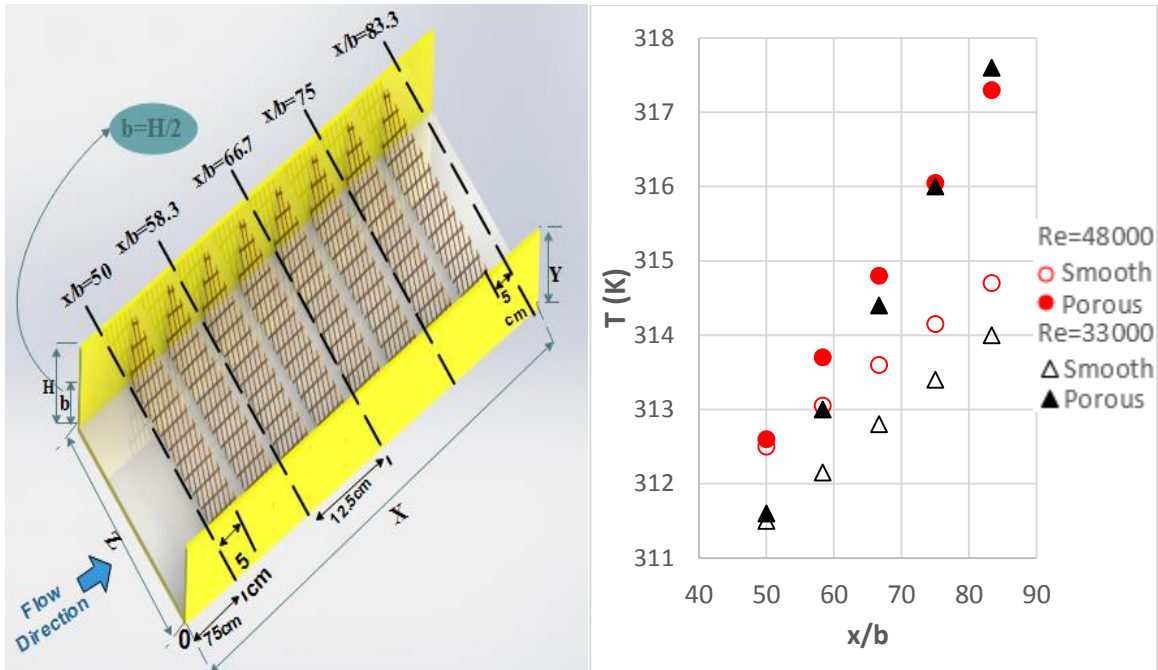 x/b=83.3
x/b=75
x/b=66.7
x/b=58.3
x/b=50
b=H/2
H
b
Y
5
cm
X
12.5cm
Z
5
cm
75cm
0
Flow
Direction
T (K)
318
317
316
315
314
313
312
311
40 50 60 70 80 90
x/b
Re=48000
Smooth
Porous
Re=33000
Smooth
Porous